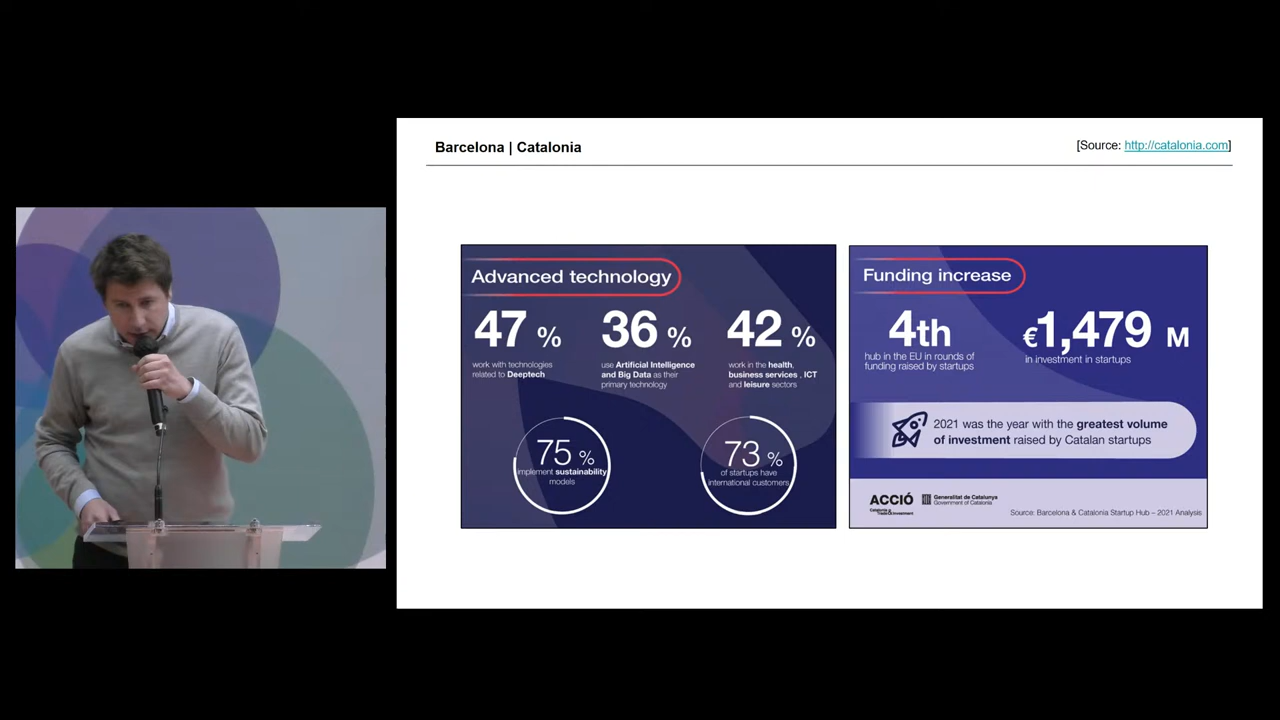 Barcelona | Catalonia
[Source: http://catalonia.com]
Advanced technology
47 %
work with technologies
related to Deeptech
36 %
use Artificial Intelligence
and Big Data as their
primary technology
42 %
work in the health,
business services , ICT
and leisure sectors
75 %
implement sustainability
models
73 %
of startups have
international customers
Funding increase
4th
hub in the EU in rounds of
funding raised by startups
€1,479 M
in investment in startups
2021 was the year with the greatest volume
of investment raised by Catalan startups
ACCIÓ
Catalonia
Trade & Investment
Generalitat de Catalunya
Government of Catalonia
Source: Barcelona & Catalonia Startup Hub – 2021 Analysis